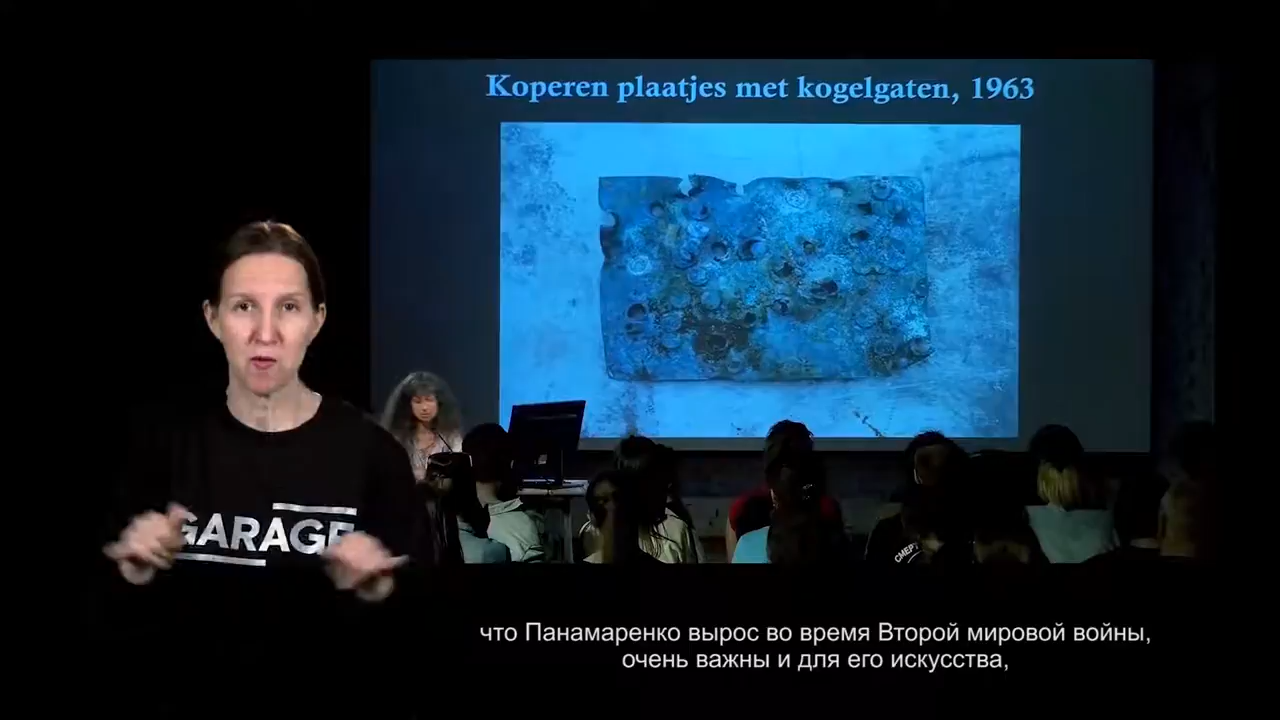 Koperen plaatjes met kogelgaten, 1963
GARAGE
СМЕРТ
что Панамаренко вырос во время Второй мировой войны,
очень важны и для его искусства,